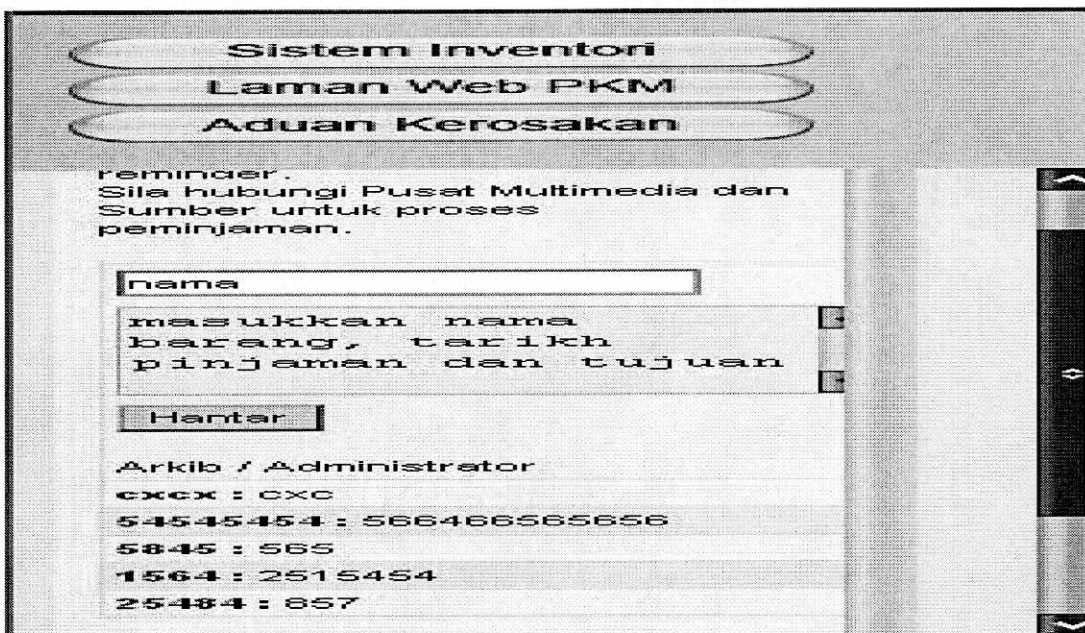 Sistem Inventori
Laman Web PKM
Aduan Kerosakan
reminder.
Sila hubungi Pusat Multimedia dan
Sumber untuk proses
peminjaman.
nama
masukkan nama
barang, tarikh
pinjaman dan tujuan
Hantar
Arkib / Administrator
cxcx : cxc
54545454 : 566466565656
5845 : 565
1564 : 2515454
25484 : 857